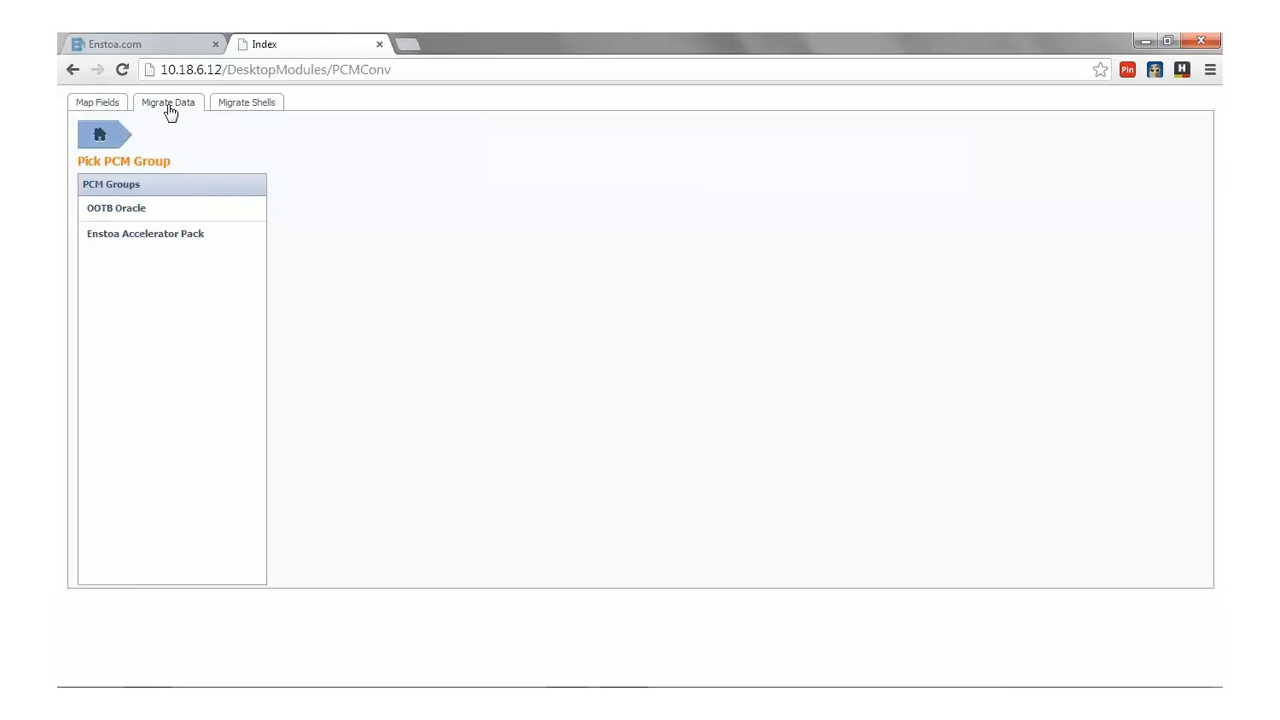 Enstoa.com
Index
10.18.6.12/DesktopModules/PCMConv
Pin
H
Map Fields
Migrate Data
Migrate Shells
Pick PCM Group
PCM Groups
OOTB Oracle
Enstoa Accelerator Pack